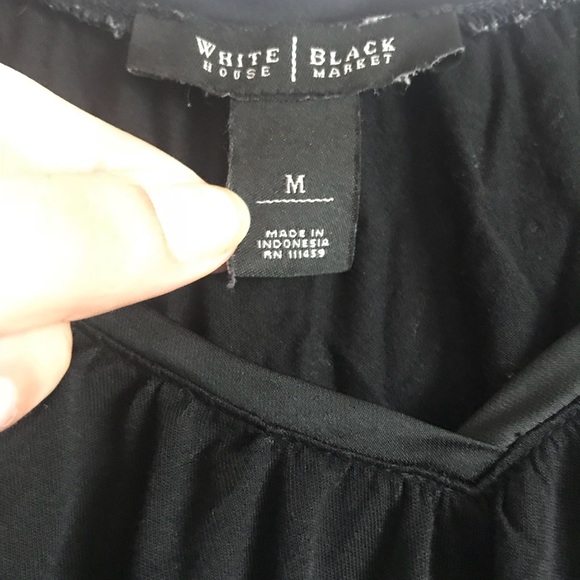 WHITE | BLACK
HOUSE | MARKET
M
MADE IN
INDONESIA
RN 111459